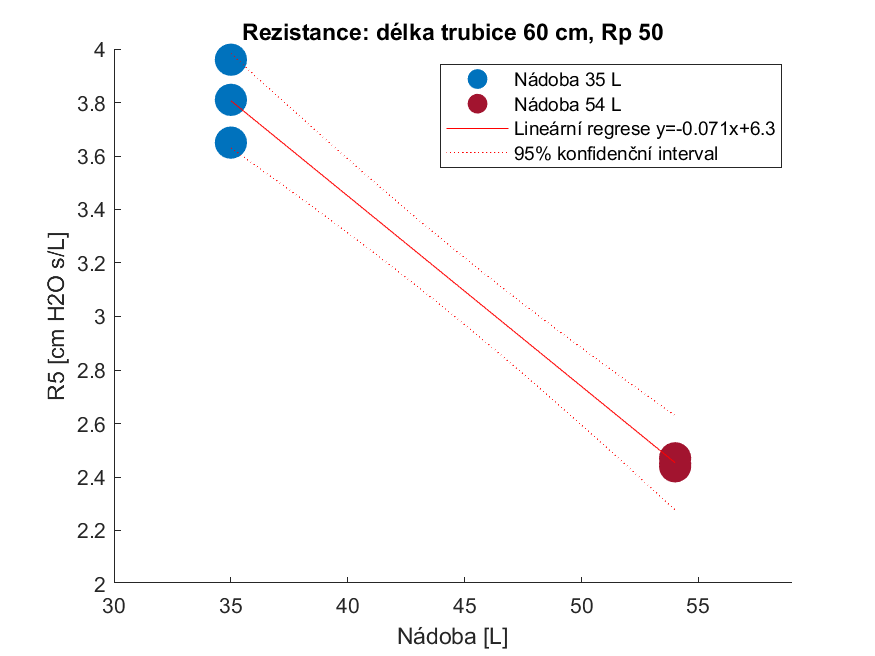 Rezistance: délka trubice 60 cm, Rp 50
Nádoba 35 L
Nádoba 54 L
Lineární regrese y=-0.071x+6.3
95% konfidenční interval
R5 [cm H2O s/L]
4
3.8
3.6
3.4
3.2
3
2.8
2.6
2.4
2.2
2
30
35
40
45
50
55
Nádoba [L]